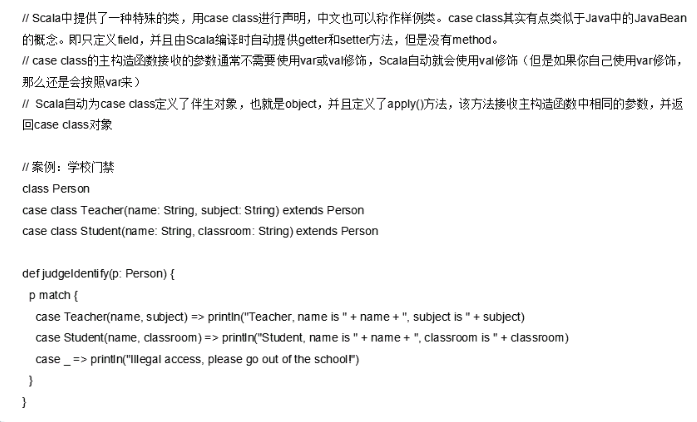 // Scala中提供了一种特殊的类，用case class进行声明，中文也可以称作样例类。case class其实有点类似于Java中的JavaBean
的概念。即只定义field，并且由Scala编译时自动提供getter和setter方法，但是没有method。
// case class的主构造函数接收的参数通常不需要使用var或val修饰，Scala自动就会使用val修饰（但是如果你自己使用var修饰，
那么还是会按照var来）
// Scala自动为case class定义了伴生对象，也就是object，并且定义了apply()方法，该方法接收主构造函数中相同的参数，并返
回case class对象
// 案例：学校门禁
class Person
case class Teacher(name: String, subject: String) extends Person
case class Student(name: String, classroom: String) extends Person
def judgeIdentify(p: Person) {
p match {
case Teacher(name, subject) => println("Teacher, name is " + name + ", subject is " + subject)
case Student(name, classroom) => println("Student, name is " + name + ", classroom is " + classroom)
case _ => println("Illegal access, please go out of the school!")
}
}